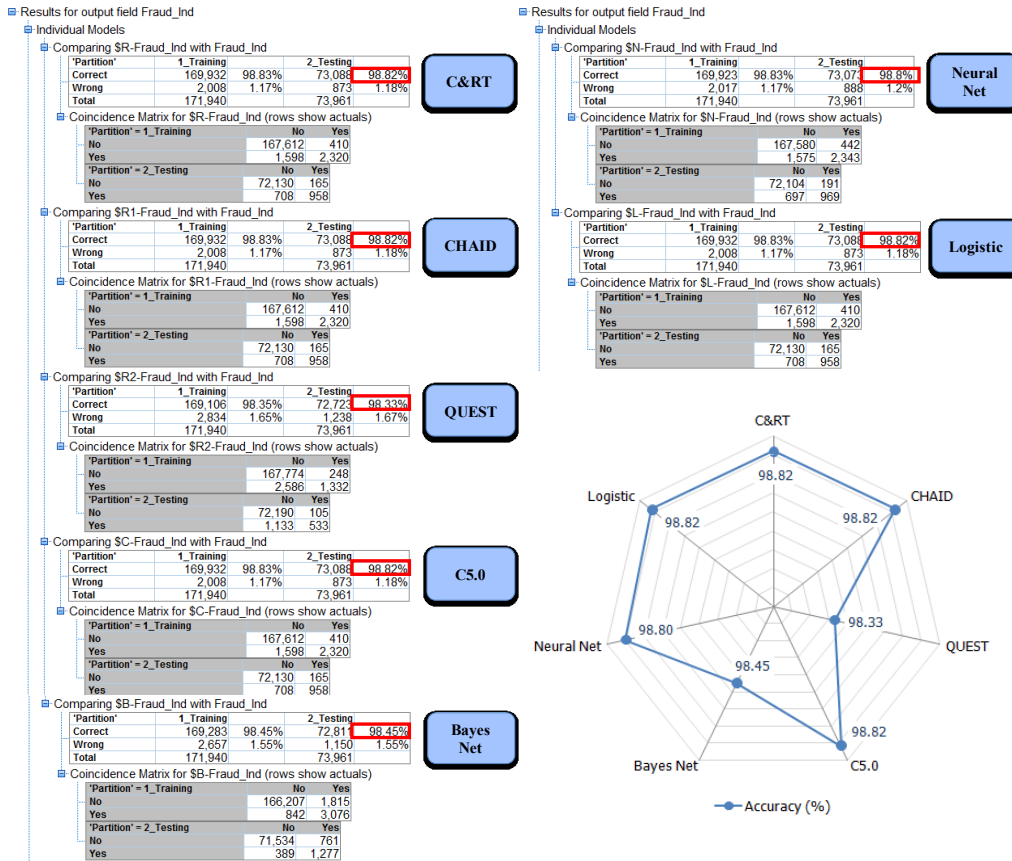 Results for output field Fraud_Ind
Individual Models
Comparing $R-Fraud_Ind with Fraud_Ind
'Partition' 1_Training 2_Testing
Correct 169,932 98.83% 73,088 98.82%
Wrong 2,008 1.17% 873 1.18%
Total 171,940 73,961
C&RT
Coincidence Matrix for $R-Fraud_Ind (rows show actuals)
'Partition' = 1_Training No Yes
No 167,612 410
Yes 1,598 2,320
'Partition' = 2_Testing No Yes
No 72,130 165
Yes 708 958
Comparing $R1-Fraud_Ind with Fraud_Ind
'Partition' 1_Training 2_Testing
Correct 169,932 98.83% 73,088 98.82%
Wrong 2,008 1.17% 873 1.18%
Total 171,940 73,961
CHAID
Coincidence Matrix for $R1-Fraud_Ind (rows show actuals)
'Partition' = 1_Training No Yes
No 167,612 410
Yes 1,598 2,320
'Partition' = 2_Testing No Yes
No 72,130 165
Yes 708 958
Comparing $R2-Fraud_Ind with Fraud_Ind
'Partition' 1_Training 2_Testing
Correct 169,106 98.35% 72,723 98.33%
Wrong 2,834 1.65% 1,238 1.67%
Total 171,940 73,961
QUEST
Coincidence Matrix for $R2-Fraud_Ind (rows show actuals)
'Partition' = 1_Training No Yes
No 167,774 248
Yes 2,586 1,332
'Partition' = 2_Testing No Yes
No 72,190 105
Yes 1,133 533
Comparing $C-Fraud_Ind with Fraud_Ind
'Partition' 1_Training 2_Testing
Correct 169,932 98.83% 73,088 98.82%
Wrong 2,008 1.17% 873 1.18%
Total 171,940 73,961
C5.0
Coincidence Matrix for $C-Fraud_Ind (rows show actuals)
'Partition' = 1_Training No Yes
No 167,612 410
Yes 1,598 2,320
'Partition' = 2_Testing No Yes
No 72,130 165
Yes 708 958
Comparing $B-Fraud_Ind with Fraud_Ind
'Partition' 1_Training 2_Testing
Correct 169,283 98.45% 72,811 98.45%
Wrong 2,657 1.55% 1,150 1.55%
Total 171,940 73,961
Bayes
Net
Coincidence Matrix for $B-Fraud_Ind (rows show actuals)
'Partition' = 1_Training No Yes
No 166,207 1,815
Yes 842 3,076
'Partition' = 2_Testing No Yes
No 71,534 761
Yes 389 1,277
Results for output field Fraud_Ind
Individual Models
Comparing $N-Fraud_Ind with Fraud_Ind
'Partition' 1_Training 2_Testing
Correct 169,923 98.83% 73,073 98.8%
Wrong 2,017 1.17% 888 1.2%
Total 171,940 73,961
Neural
Net
Coincidence Matrix for $N-Fraud_Ind (rows show actuals)
'Partition' = 1_Training No Yes
No 167,580 442
Yes 1,575 2,343
'Partition' = 2_Testing No Yes
No 72,104 191
Yes 697 969
Comparing $L-Fraud_Ind with Fraud_Ind
'Partition' 1_Training 2_Testing
Correct 169,932 98.83% 73,088 98.82%
Wrong 2,008 1.17% 873 1.18%
Total 171,940 73,961
Logistic
Coincidence Matrix for $L-Fraud_Ind (rows show actuals)
'Partition' = 1_Training No Yes
No 167,612 410
Yes 1,598 2,320
'Partition' = 2_Testing No Yes
No 72,130 165
Yes 708 958
C&RT
98.82
Logistic
CHAID
98.82
98.82
98.80
98.33
Neural Net
QUEST
98.45
98.82
Bayes Net
C5.0
Accuracy (%)